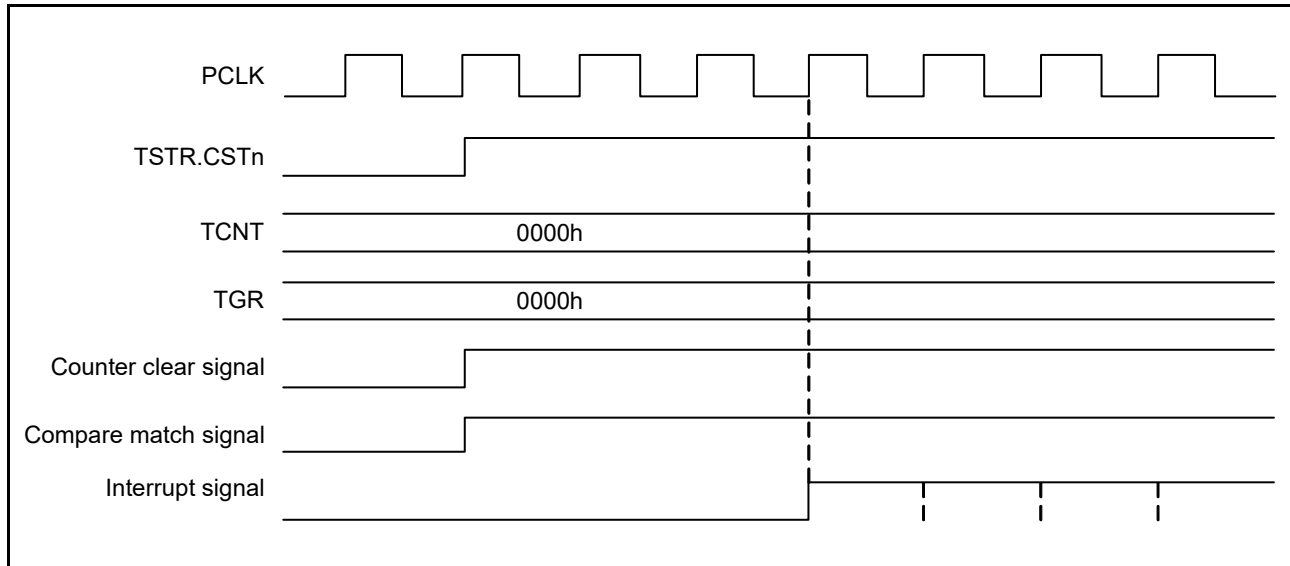 PCLK
TSTR.CSTn
TCNT
0000h
TGR
0000h
Counter clear signal
Compare match signal
Interrupt signal